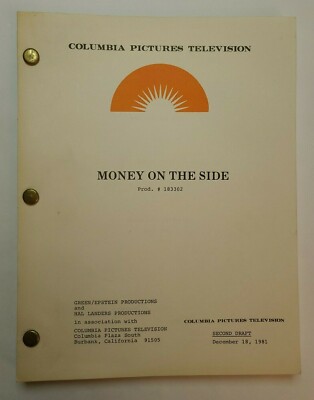 COLUMBIA PICTURES TELEVISION
MONEY ON THE SIDE
Prod. # 183362
GREEN/EPSTEIN PRODUCTIONS
and
HAL LANDERS PRODUCTIONS
in association with
COLUMBIA PICTURES TELEVISION
Columbia Plaza South
Burbank, California 91505
COLUMBIA PICTURES TELEVISION
SECOND DRAFT
December 18, 1981